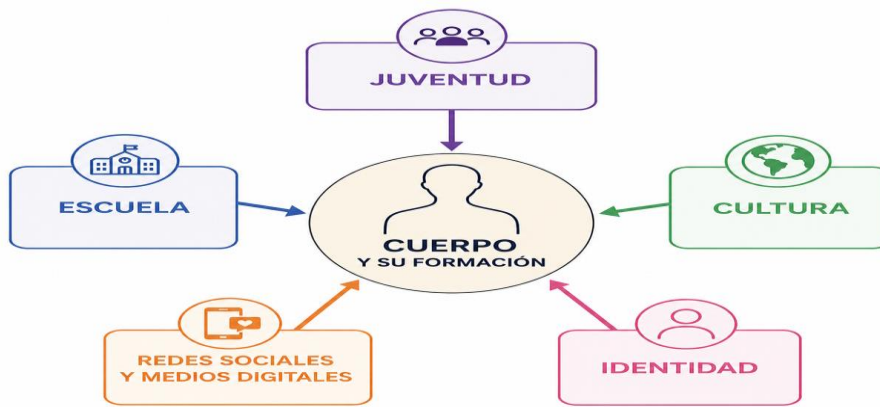 JUVENTUD
ESCUELA
CULTURA
CUERPO
Y SU FORMACIÓN
REDES SOCIALES
Y MEDIOS DIGITALES
IDENTIDAD